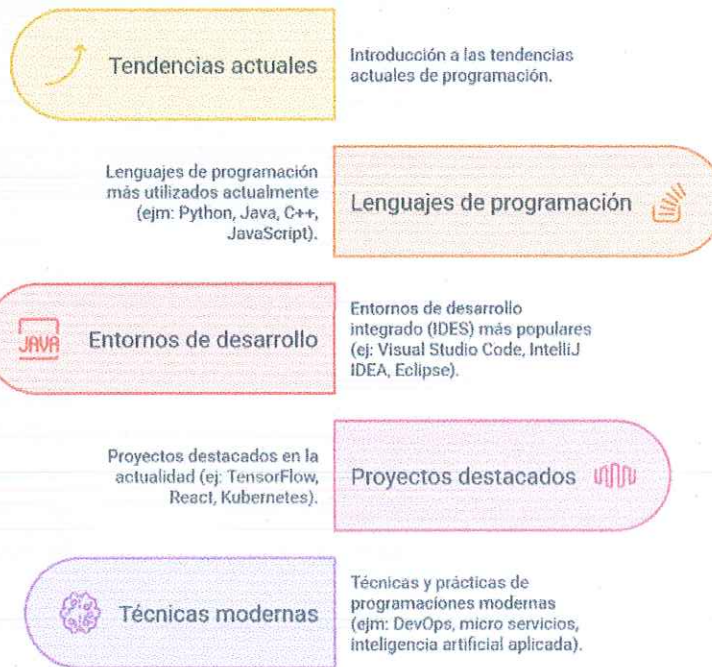 Tendencias actuales
Introducción a las tendencias
actuales de programación.
Lenguajes de programación
más utilizados actualmente
(ejm: Python, Java, C++,
JavaScript).
Lenguajes de programación
JAVA
Entornos de desarrollo
Entornos de desarrollo
integrado (IDES) más populares
(ej: Visual Studio Code, IntelliJ
IDEA, Eclipse).
Proyectos destacados en la
actualidad (ej: TensorFlow,
React, Kubernetes).
Proyectos destacados
Técnicas modernas
Técnicas y prácticas de
programaciones modernas
(ejm: DevOps, micro servicios,
inteligencia artificial aplicada).